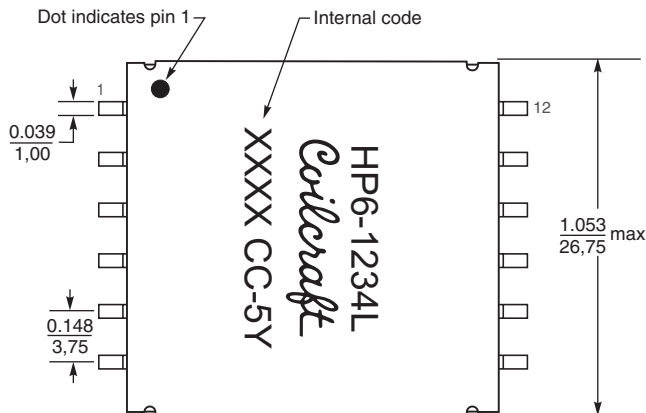 Dot indicates pin 1
Internal code
1
12
0.039
1,00
HP6-1234L
Coilcraft
XXXX CC-5Y
1.053
26,75
max
0.148
3,75